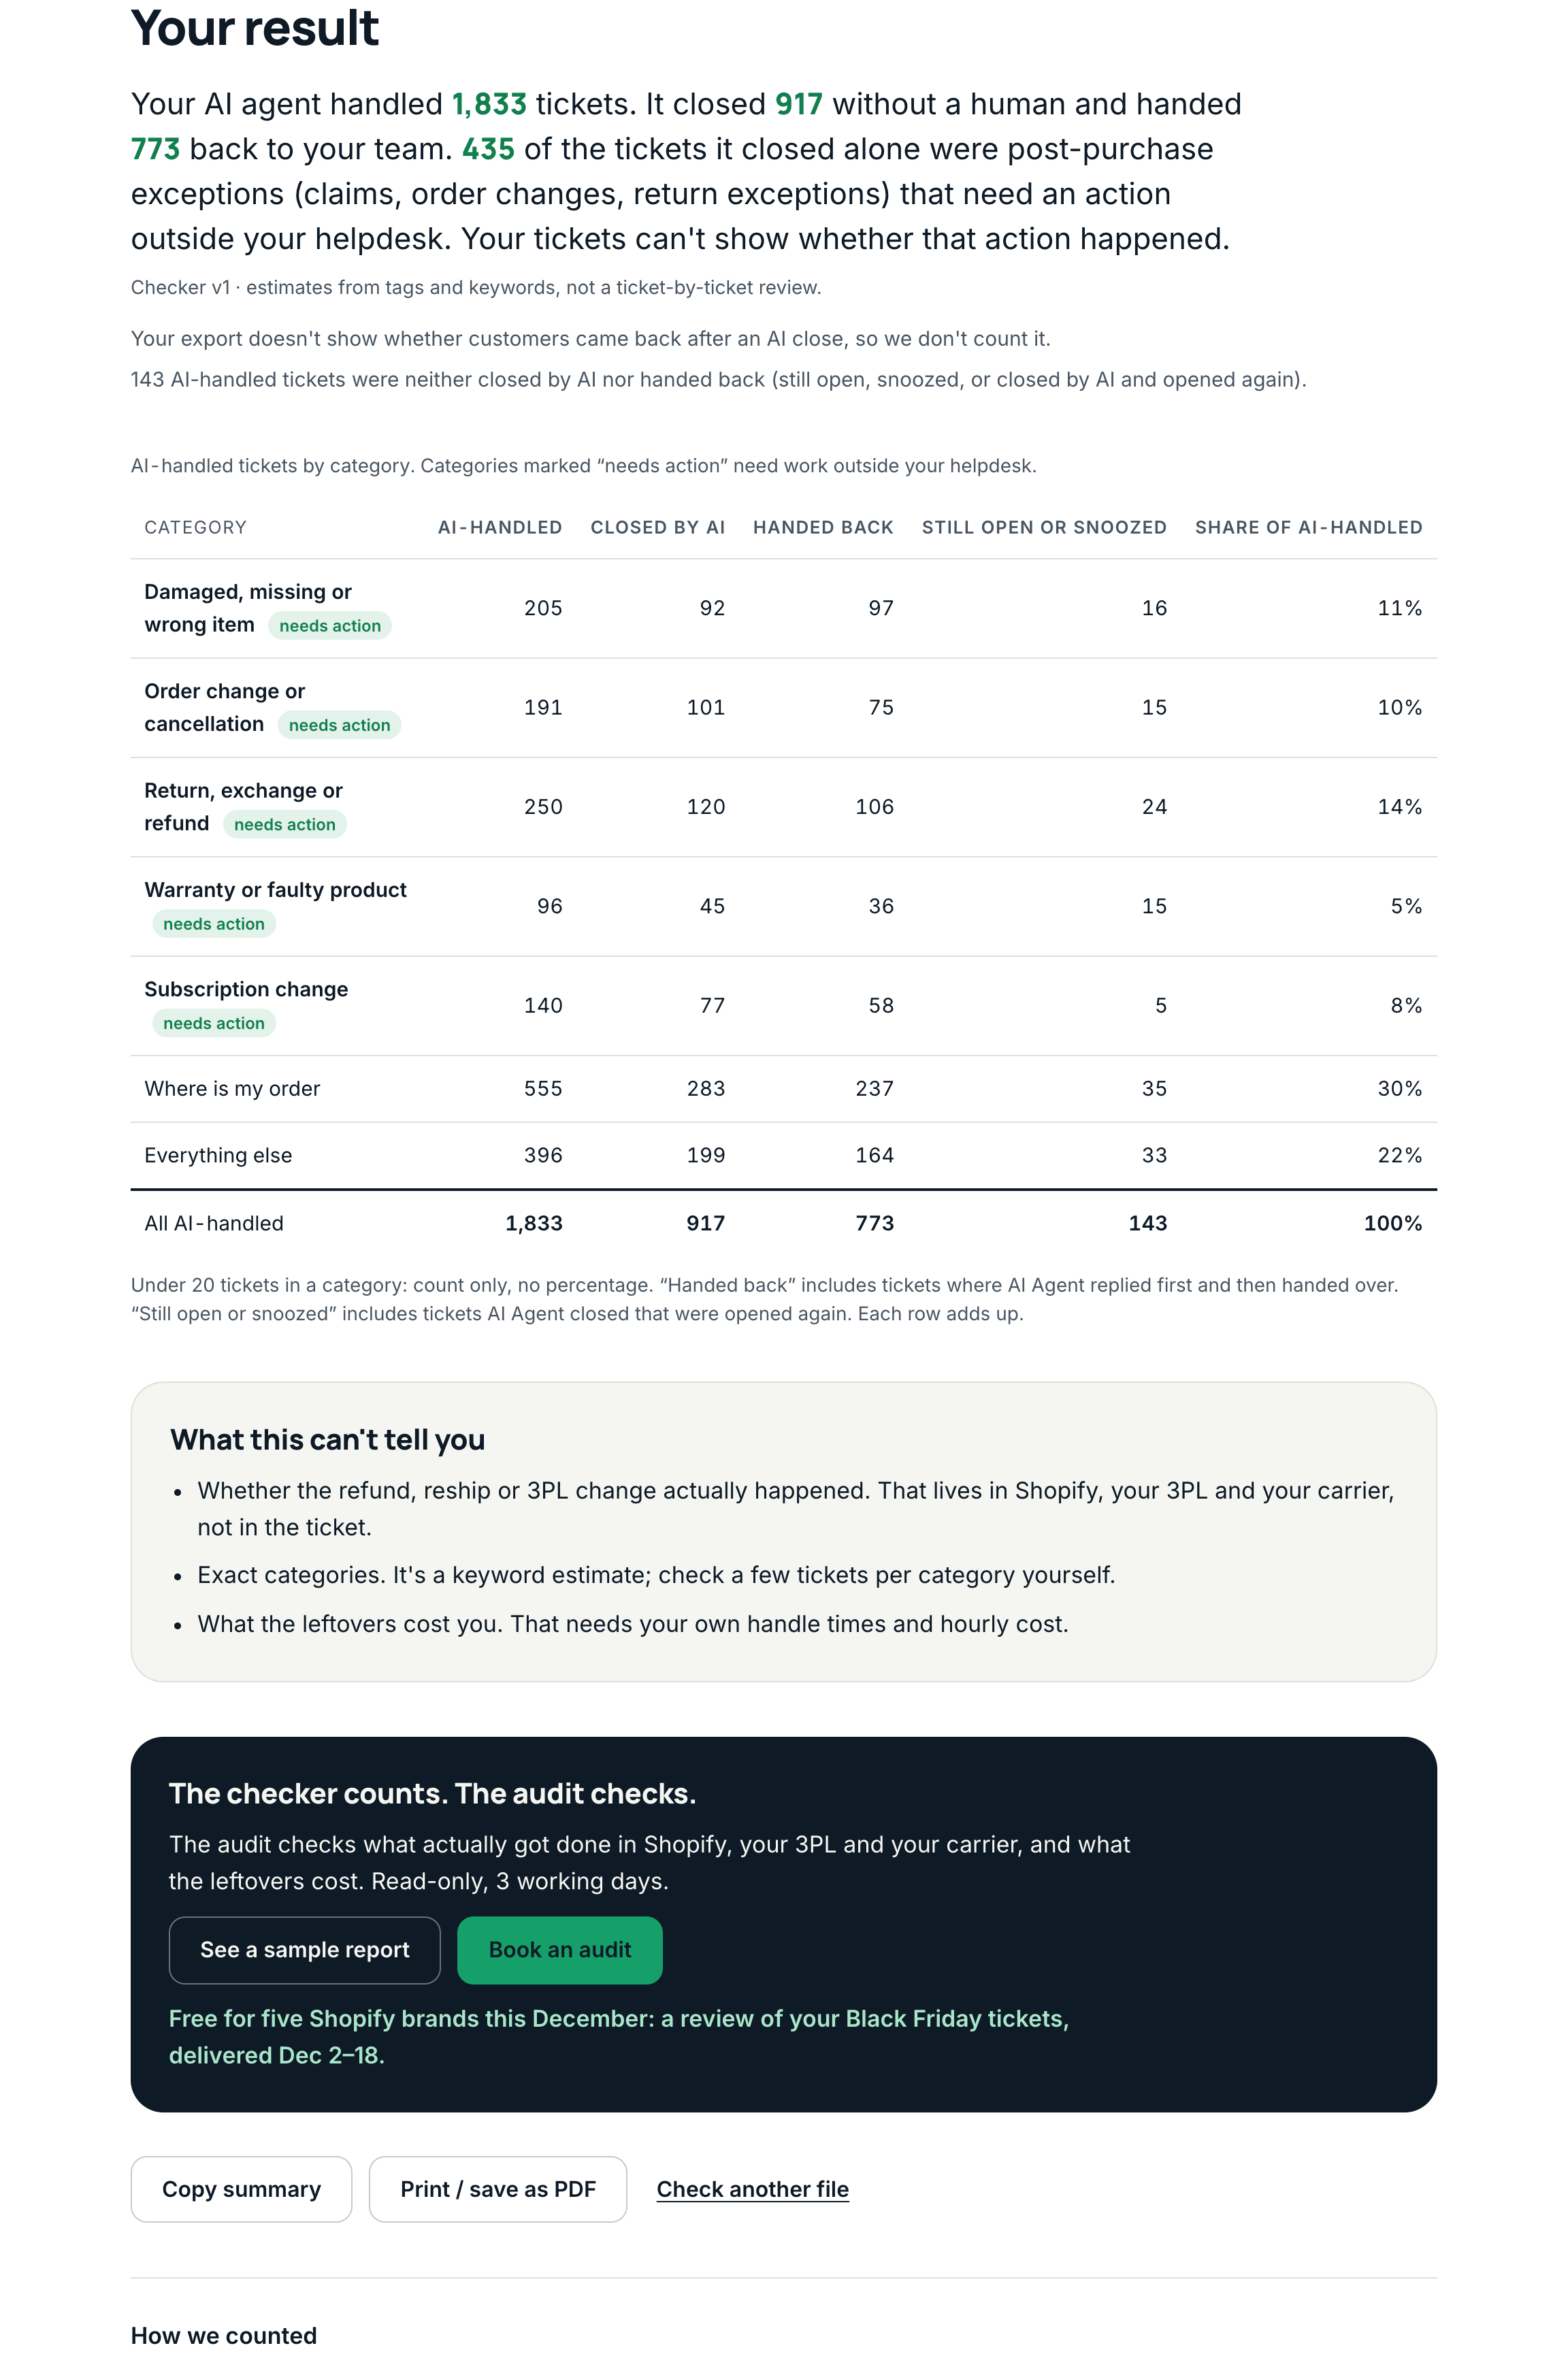 Your result
Your AI agent handled 1,833 tickets. It closed 917 without a human and handed
773 back to your team. 435 of the tickets it closed alone were post-purchase
exceptions (claims, order changes, return exceptions) that need an action
outside your helpdesk. Your tickets can't show whether that action happened.
Checker v1 · estimates from tags and keywords, not a ticket-by-ticket review.
Your export doesn't show whether customers came back after an AI close, so we don't count it.
143 AI-handled tickets were neither closed by AI nor handed back (still open, snoozed, or closed by AI and opened again).
AI-handled tickets by category. Categories marked “needs action” need work outside your helpdesk.
CATEGORY AI-HANDLED CLOSED BY AI HANDED BACK STILL OPEN OR SNOOZED SHARE OF AI-HANDLED
Damaged, missing or
wrong item needs action 205 92 97 16 11%
Order change or
cancellation needs action 191 101 75 15 10%
Return, exchange or
refund needs action 250 120 106 24 14%
Warranty or faulty product
needs action 96 45 36 15 5%
Subscription change
needs action 140 77 58 5 8%
Where is my order 555 283 237 35 30%
Everything else 396 199 164 33 22%
All AI-handled 1,833 917 773 143 100%
Under 20 tickets in a category: count only, no percentage. “Handed back” includes tickets where AI Agent replied first and then handed over.
“Still open or snoozed” includes tickets AI Agent closed that were opened again. Each row adds up.
What this can't tell you
• Whether the refund, reship or 3PL change actually happened. That lives in Shopify, your 3PL and your carrier,
not in the ticket.
• Exact categories. It's a keyword estimate; check a few tickets per category yourself.
• What the leftovers cost you. That needs your own handle times and hourly cost.
The checker counts. The audit checks.
The audit checks what actually got done in Shopify, your 3PL and your carrier, and what
the leftovers cost. Read-only, 3 working days.
See a sample report Book an audit
Free for five Shopify brands this December: a review of your Black Friday tickets,
delivered Dec 2–18.
Copy summary Print / save as PDF Check another file
How we counted